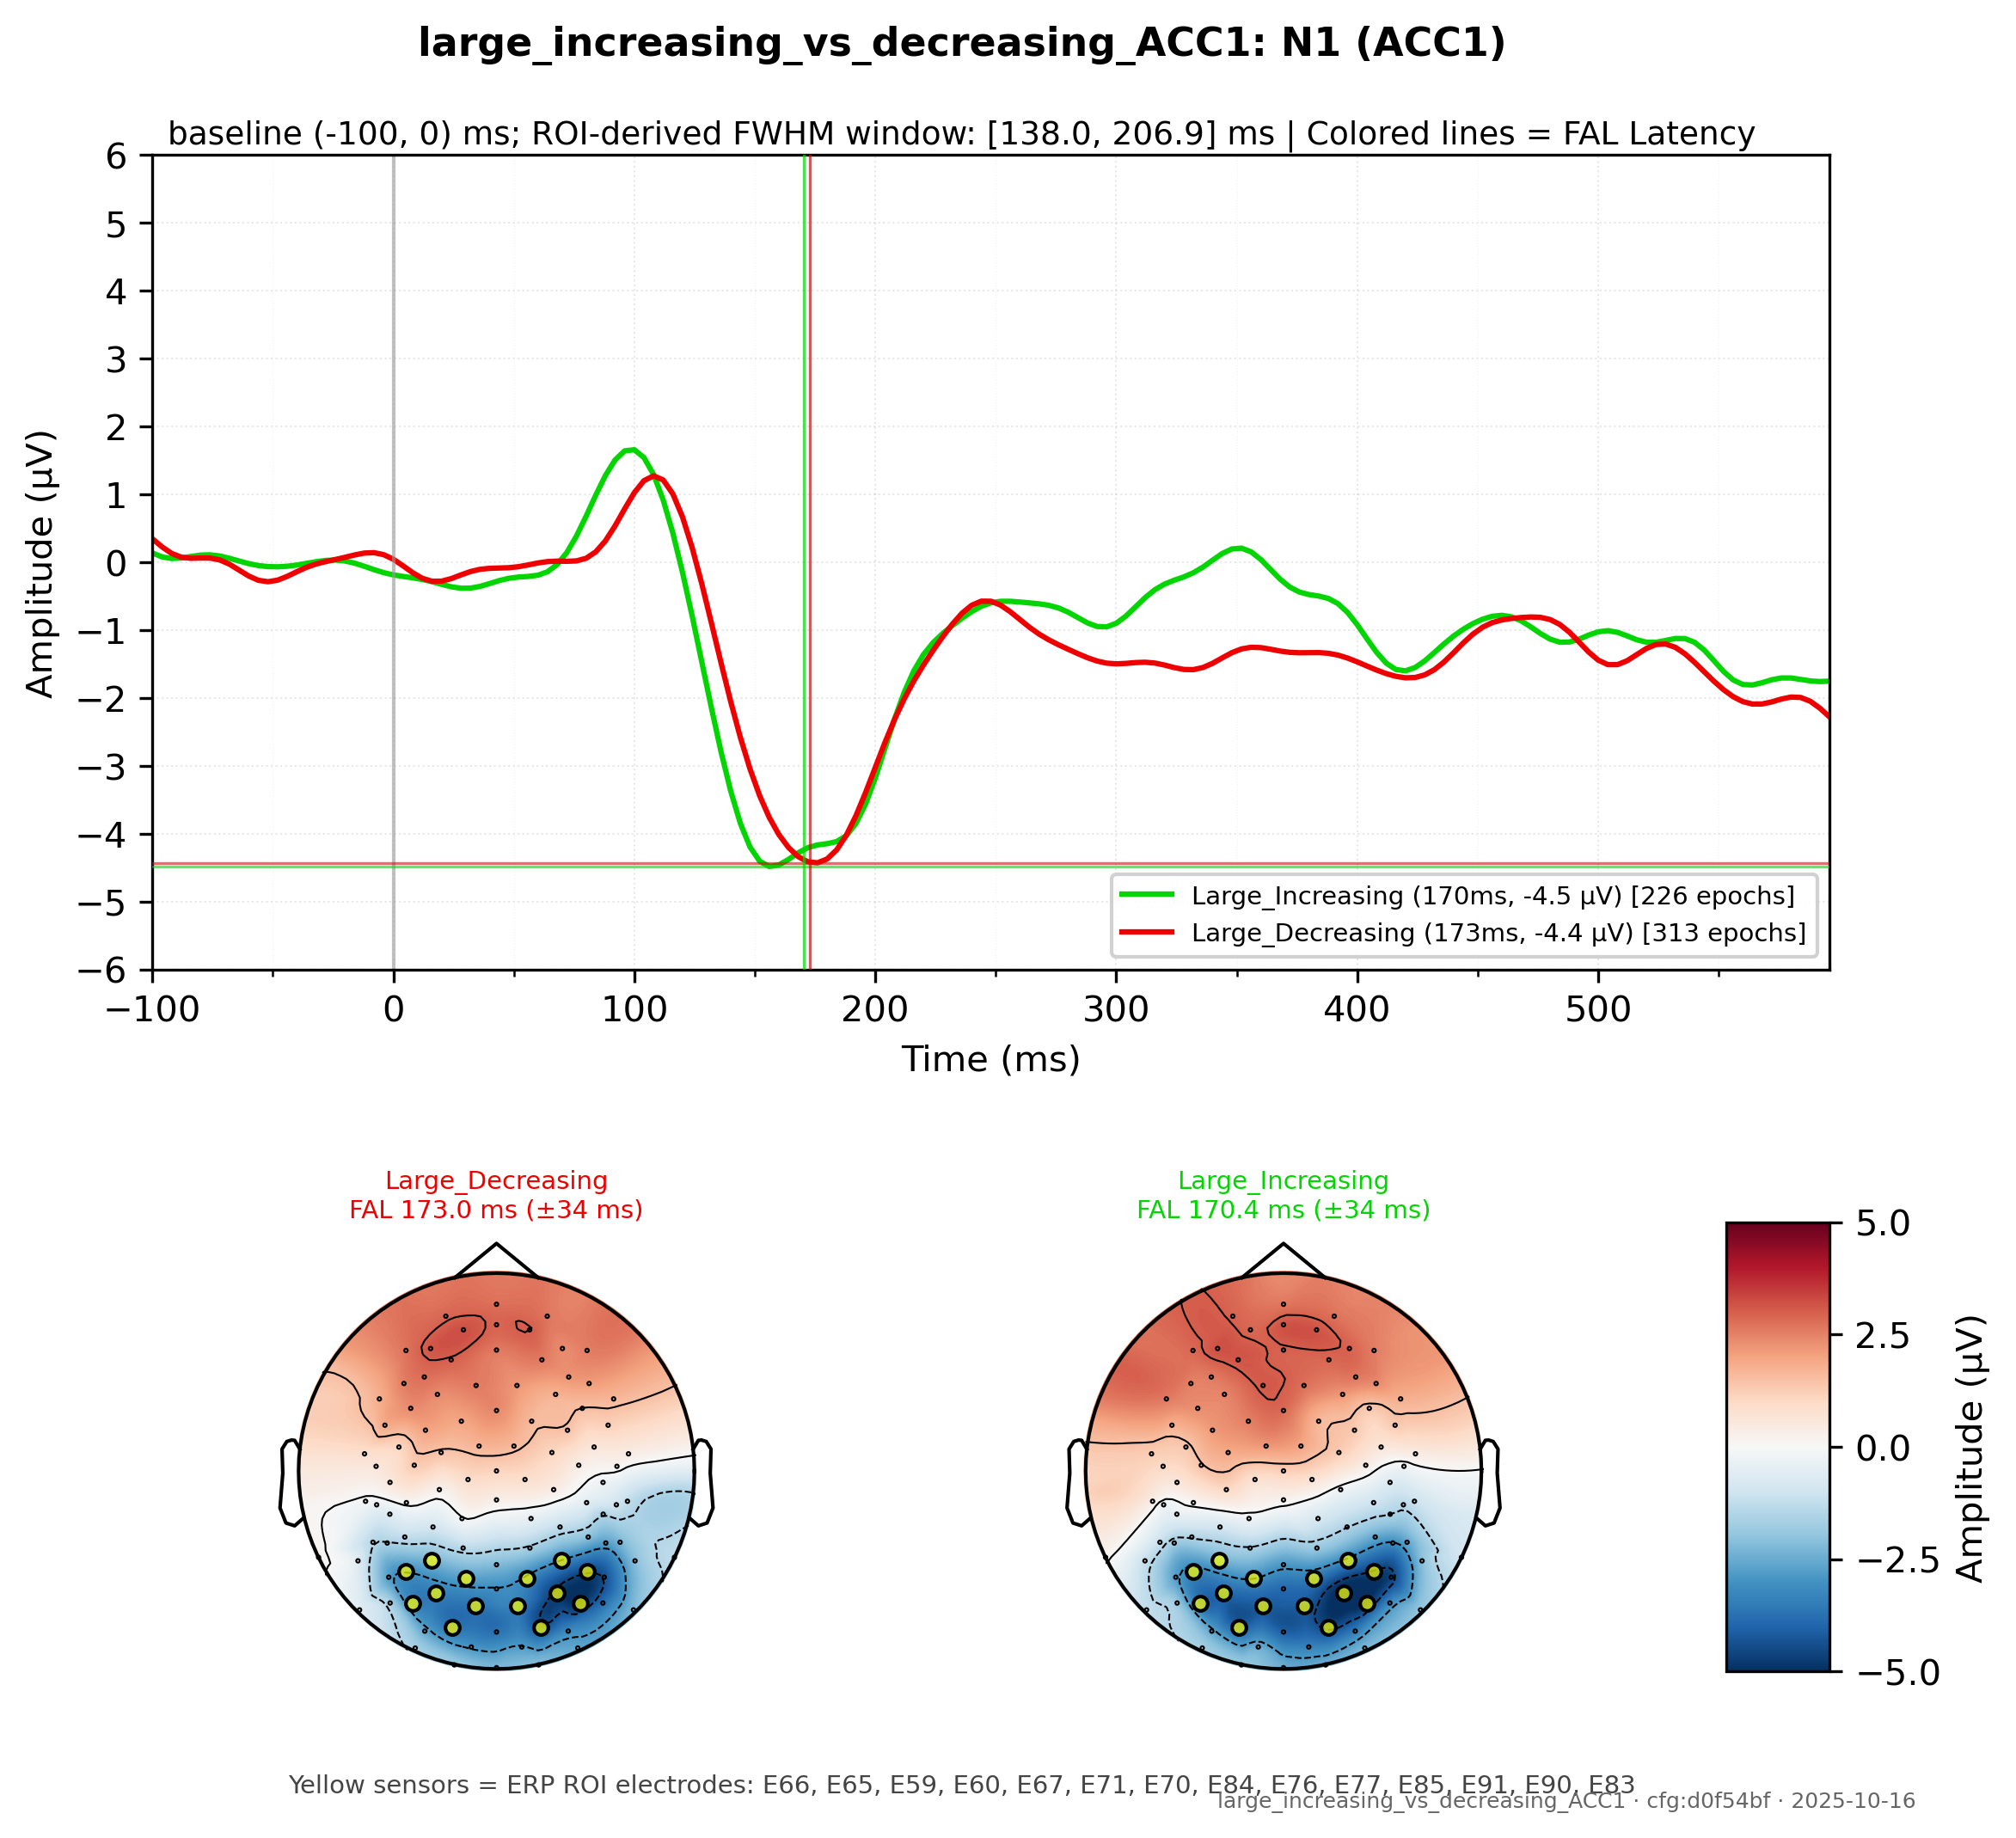 large_increasing_vs_decreasing_ACC1: N1 (ACC1)
baseline (-100, 0) ms; ROI-derived FWHM window: [138.0, 206.9] ms | Colored lines = FAL Latency
6
5
4
3
2
1
0
−1
−2
−3
−4
−5
−6
Amplitude (µV)
Large_Increasing (170ms, -4.5 µV) [226 epochs]
Large_Decreasing (173ms, -4.4 µV) [313 epochs]
−100 0 100 200 300 400 500
Time (ms)
Large_Decreasing
FAL 173.0 ms (±34 ms)
Large_Increasing
FAL 170.4 ms (±34 ms)
5.0
2.5
0.0
−2.5
−5.0
Amplitude (µV)
Yellow sensors = ERP ROI electrodes: E66, E65, E59, E60, E67, E71, E70, E84, E76, E77, E85, E91, E90, E83
large_increasing_vs_decreasing_ACC1 · cfg:d0f54bf · 2025-10-16